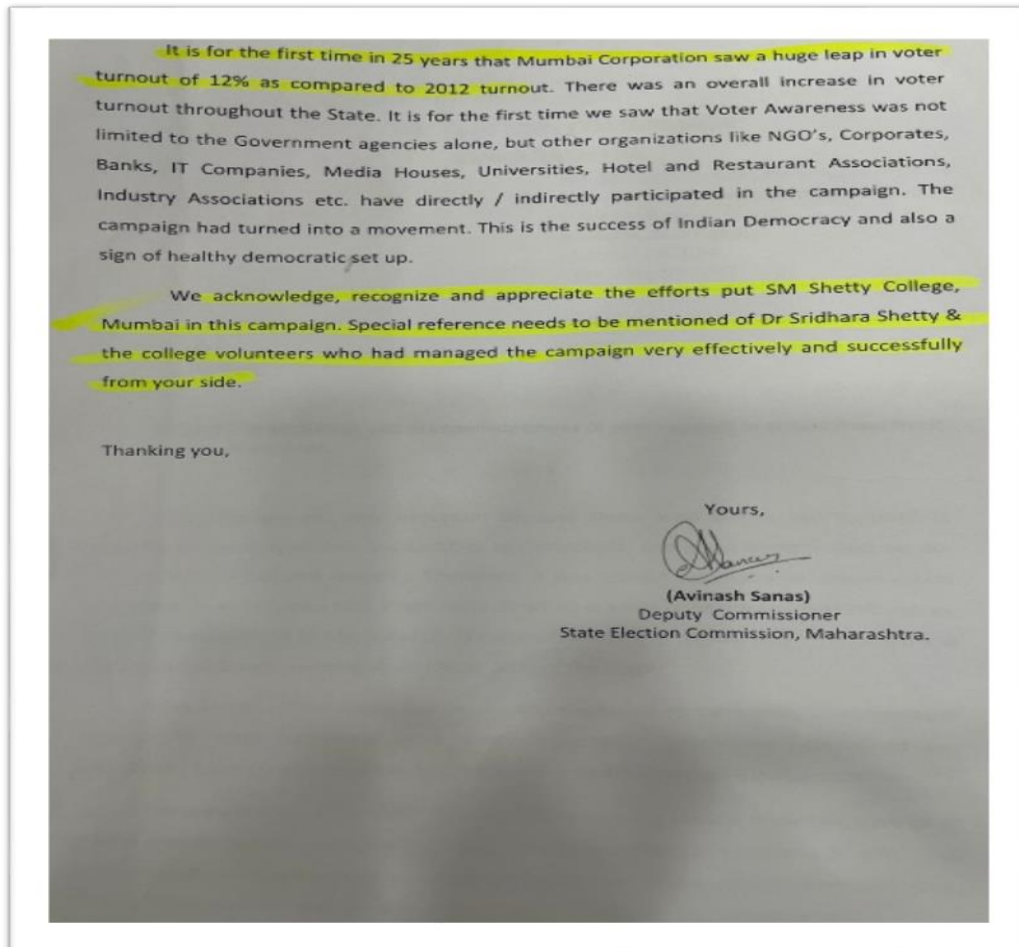 It is for the first time in 25 years that Mumbai Corporation saw a huge leap in voter
turnout of 12% as compared to 2012 turnout. There was an overall increase in voter
turnout throughout the State. It is for the first time we saw that Voter Awareness was not
limited to the Government agencies alone, but other organizations like NGO's, Corporates,
Banks, IT Companies, Media Houses, Universities, Hotel and Restaurant Associations,
Industry Associations etc. have directly / indirectly participated in the campaign. The
campaign had turned into a movement. This is the success of Indian Democracy and also a
sign of healthy democratic set up.
We acknowledge, recognize and appreciate the efforts put SM Shetty College,
Mumbai in this campaign. Special reference needs to be mentioned of Dr Sridhara Shetty &
the college volunteers who had managed the campaign very effectively and successfully
from your side.
Thanking you,
Yours,
(Avinash Sanas)
Deputy Commissioner
State Election Commission, Maharashtra.